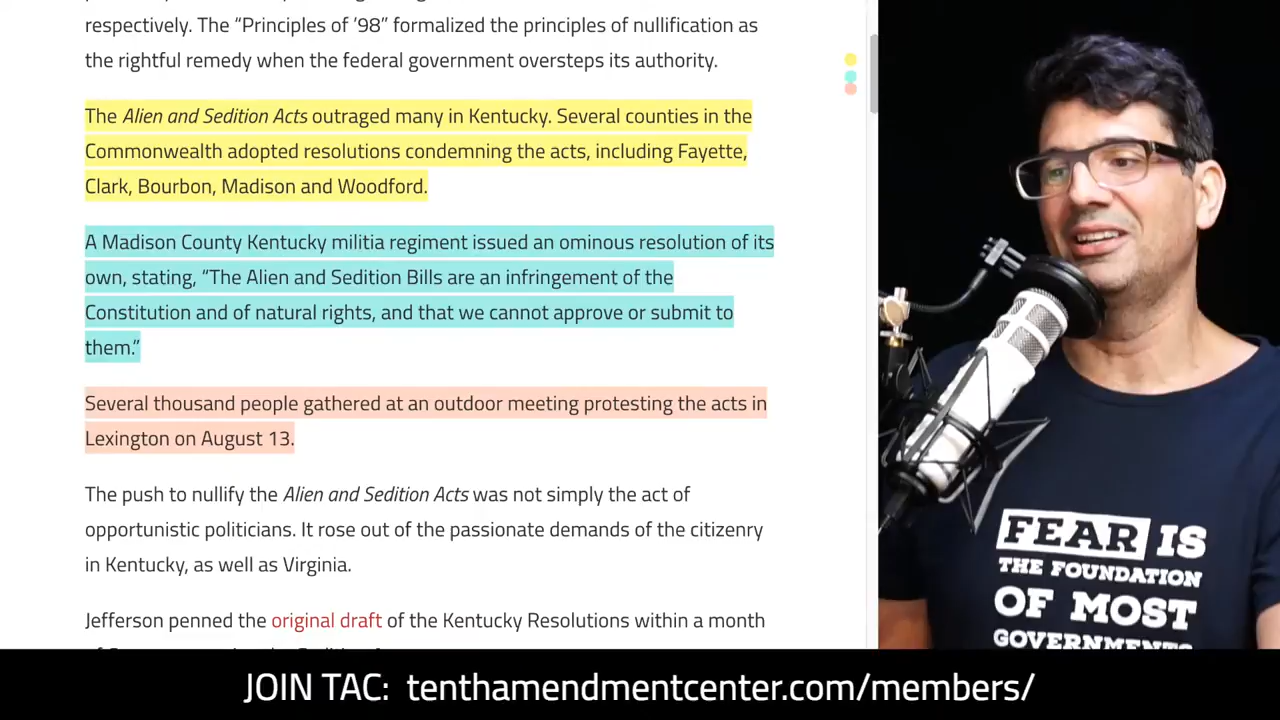 respectively. The “Principles of ’98” formalized the principles of nullification as
the rightful remedy when the federal government oversteps its authority.
The Alien and Sedition Acts outraged many in Kentucky. Several counties in the
Commonwealth adopted resolutions condemning the acts, including Fayette,
Clark, Bourbon, Madison and Woodford.
A Madison County Kentucky militia regiment issued an ominous resolution of its
own, stating, “The Alien and Sedition Bills are an infringement of the
Constitution and of natural rights, and that we cannot approve or submit to
them.”
Several thousand people gathered at an outdoor meeting protesting the acts in
Lexington on August 13.
The push to nullify the Alien and Sedition Acts was not simply the act of
opportunistic politicians. It rose out of the passionate demands of the citizenry
in Kentucky, as well as Virginia.
Jefferson penned the original draft of the Kentucky Resolutions within a month
FEAR IS
THE FOUNDATION
OF MOST
GOVERNMENTS
JOIN TAC: tenthamendmentcenter.com/members/